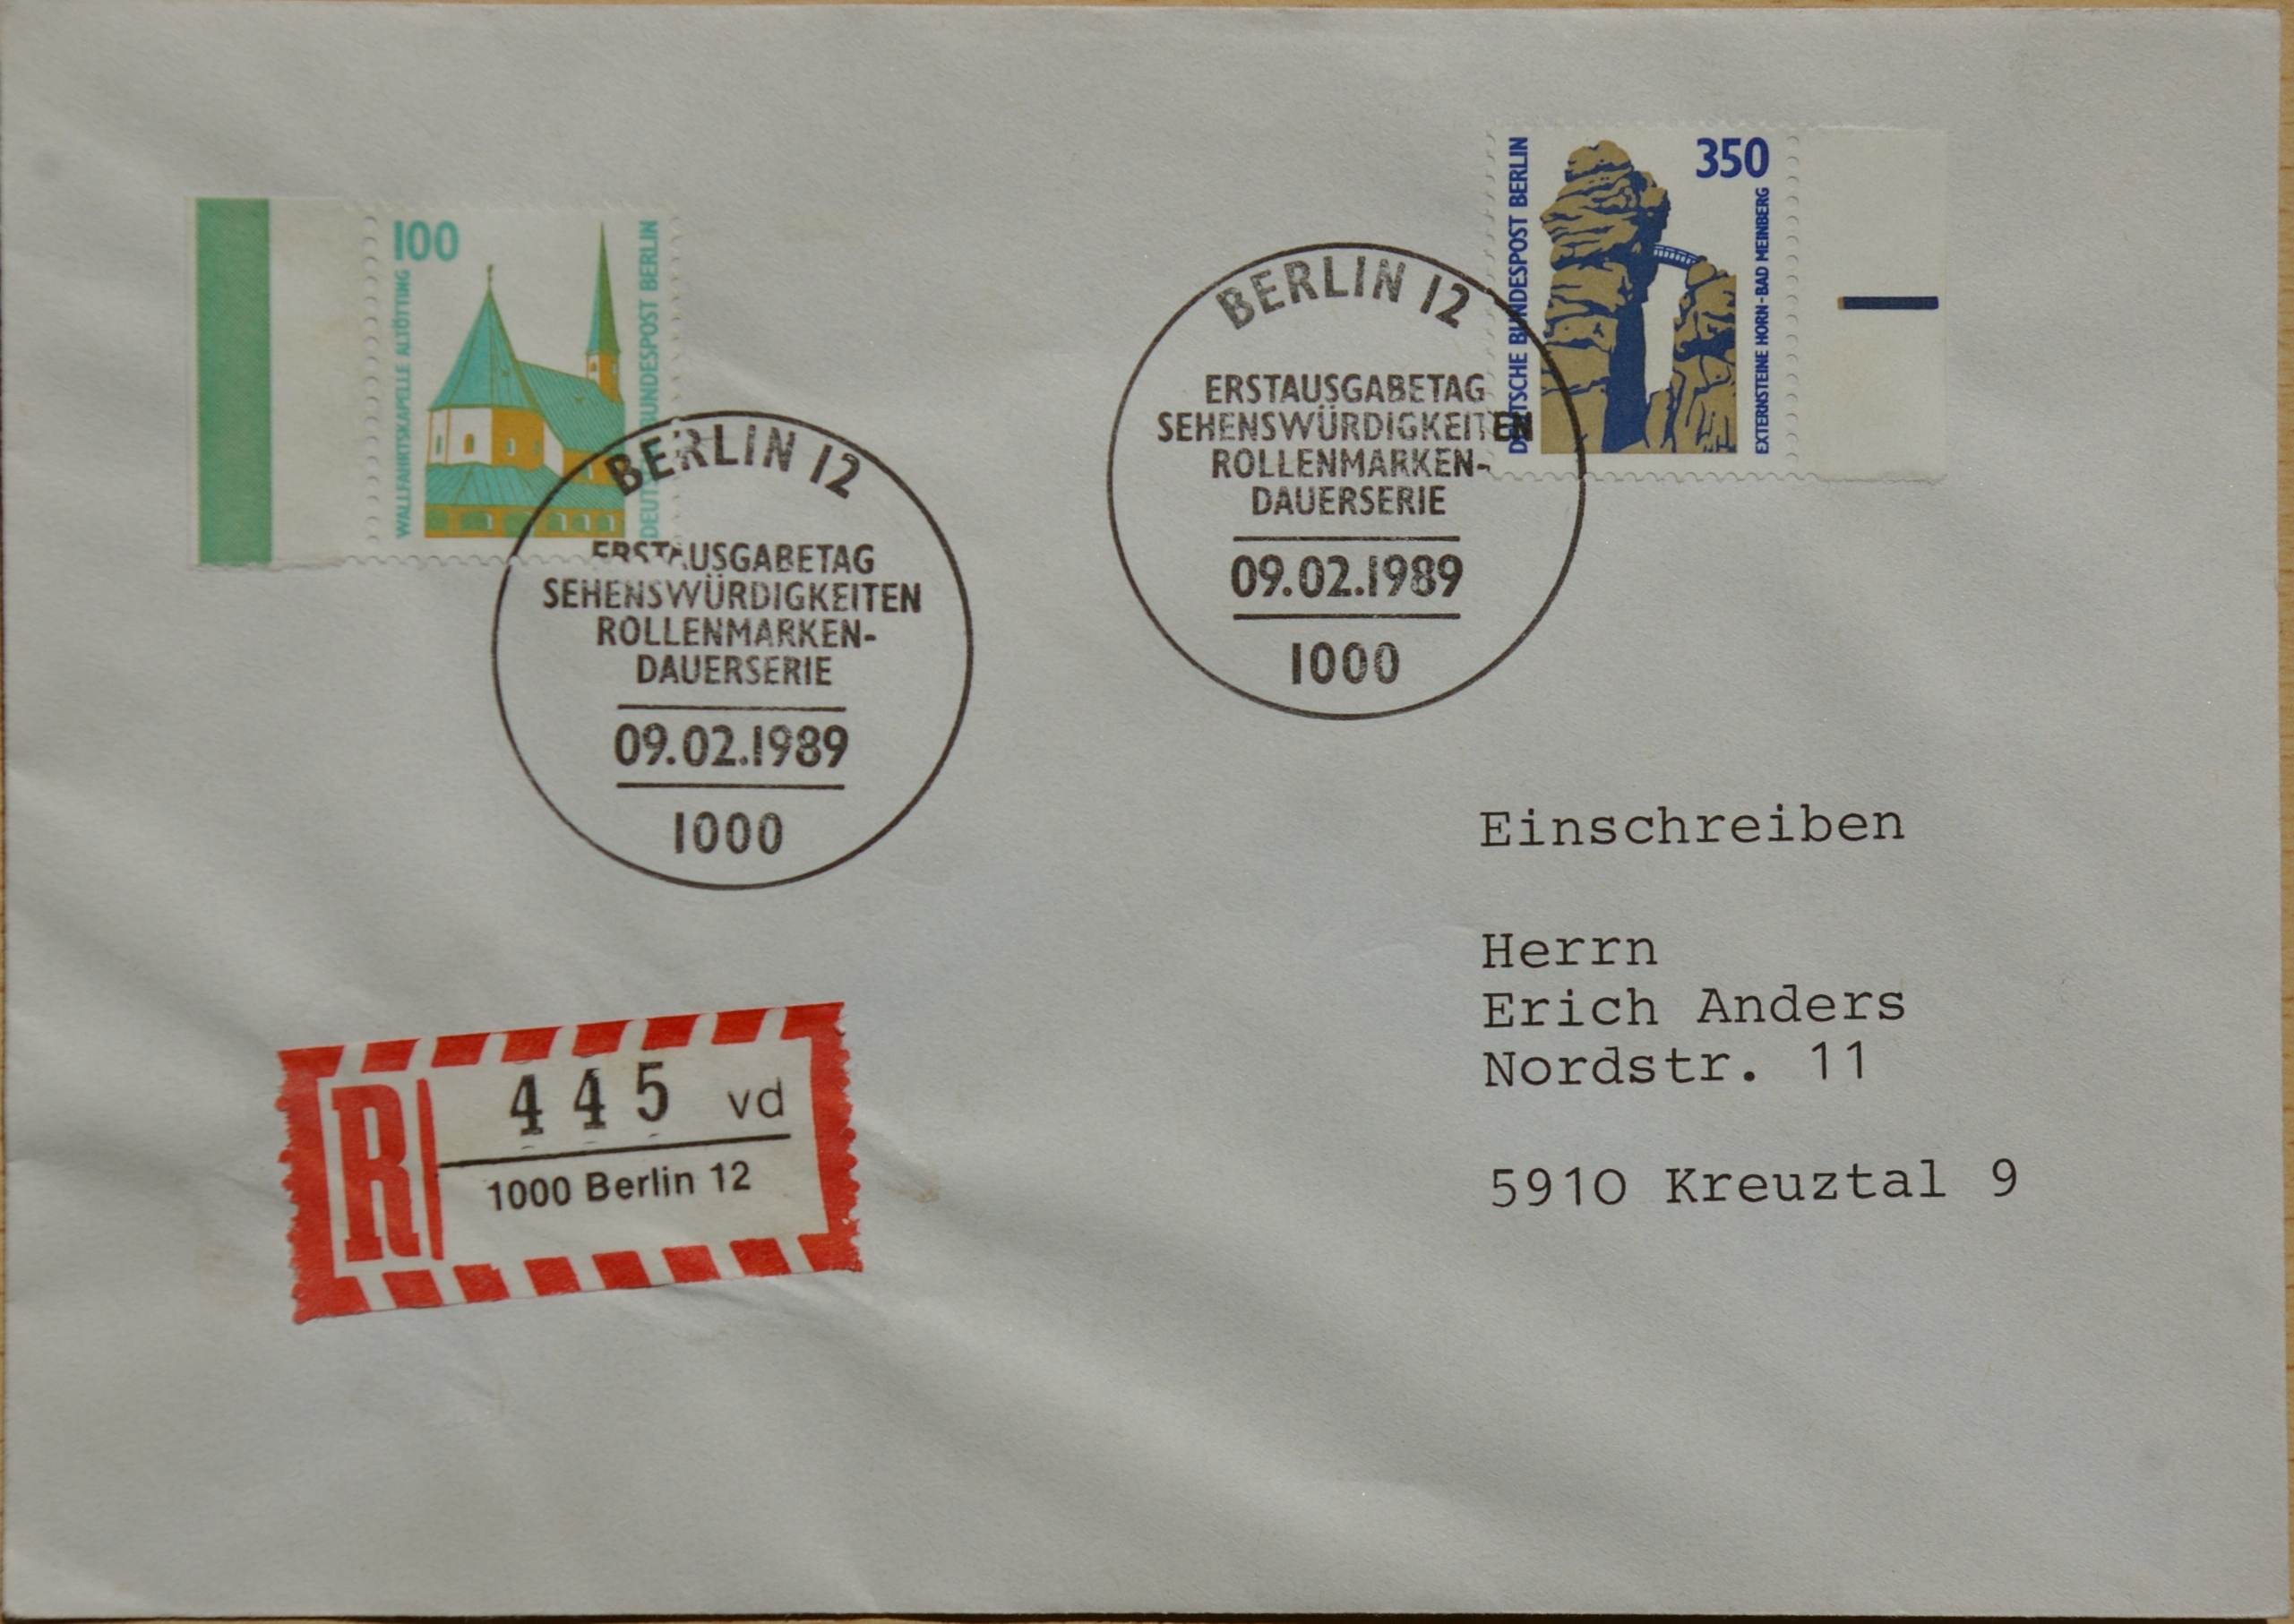 100
WALLFAHRTSKAPELLE ALTÖTTING
DEUTSCHE BUNDESPOST BERLIN
BERLIN 12
ERSTAUSGABETAG
SEHENSWÜRDIGKEITEN
ROLLENMARKEN-
DAUERSERIE
09.02.1989
1000
350
DEUTSCHE BUNDESPOST BERLIN
EXTERNSTEINE HORN-BAD MEINBERG
BERLIN 12
ERSTAUSGABETAG
SEHENSWÜRDIGKEITEN
ROLLENMARKEN-
DAUERSERIE
09.02.1989
1000
Einschreiben
Herrn
Erich Anders
Nordstr. 11
5910 Kreuztal 9
R
445 vd
1000 Berlin 12